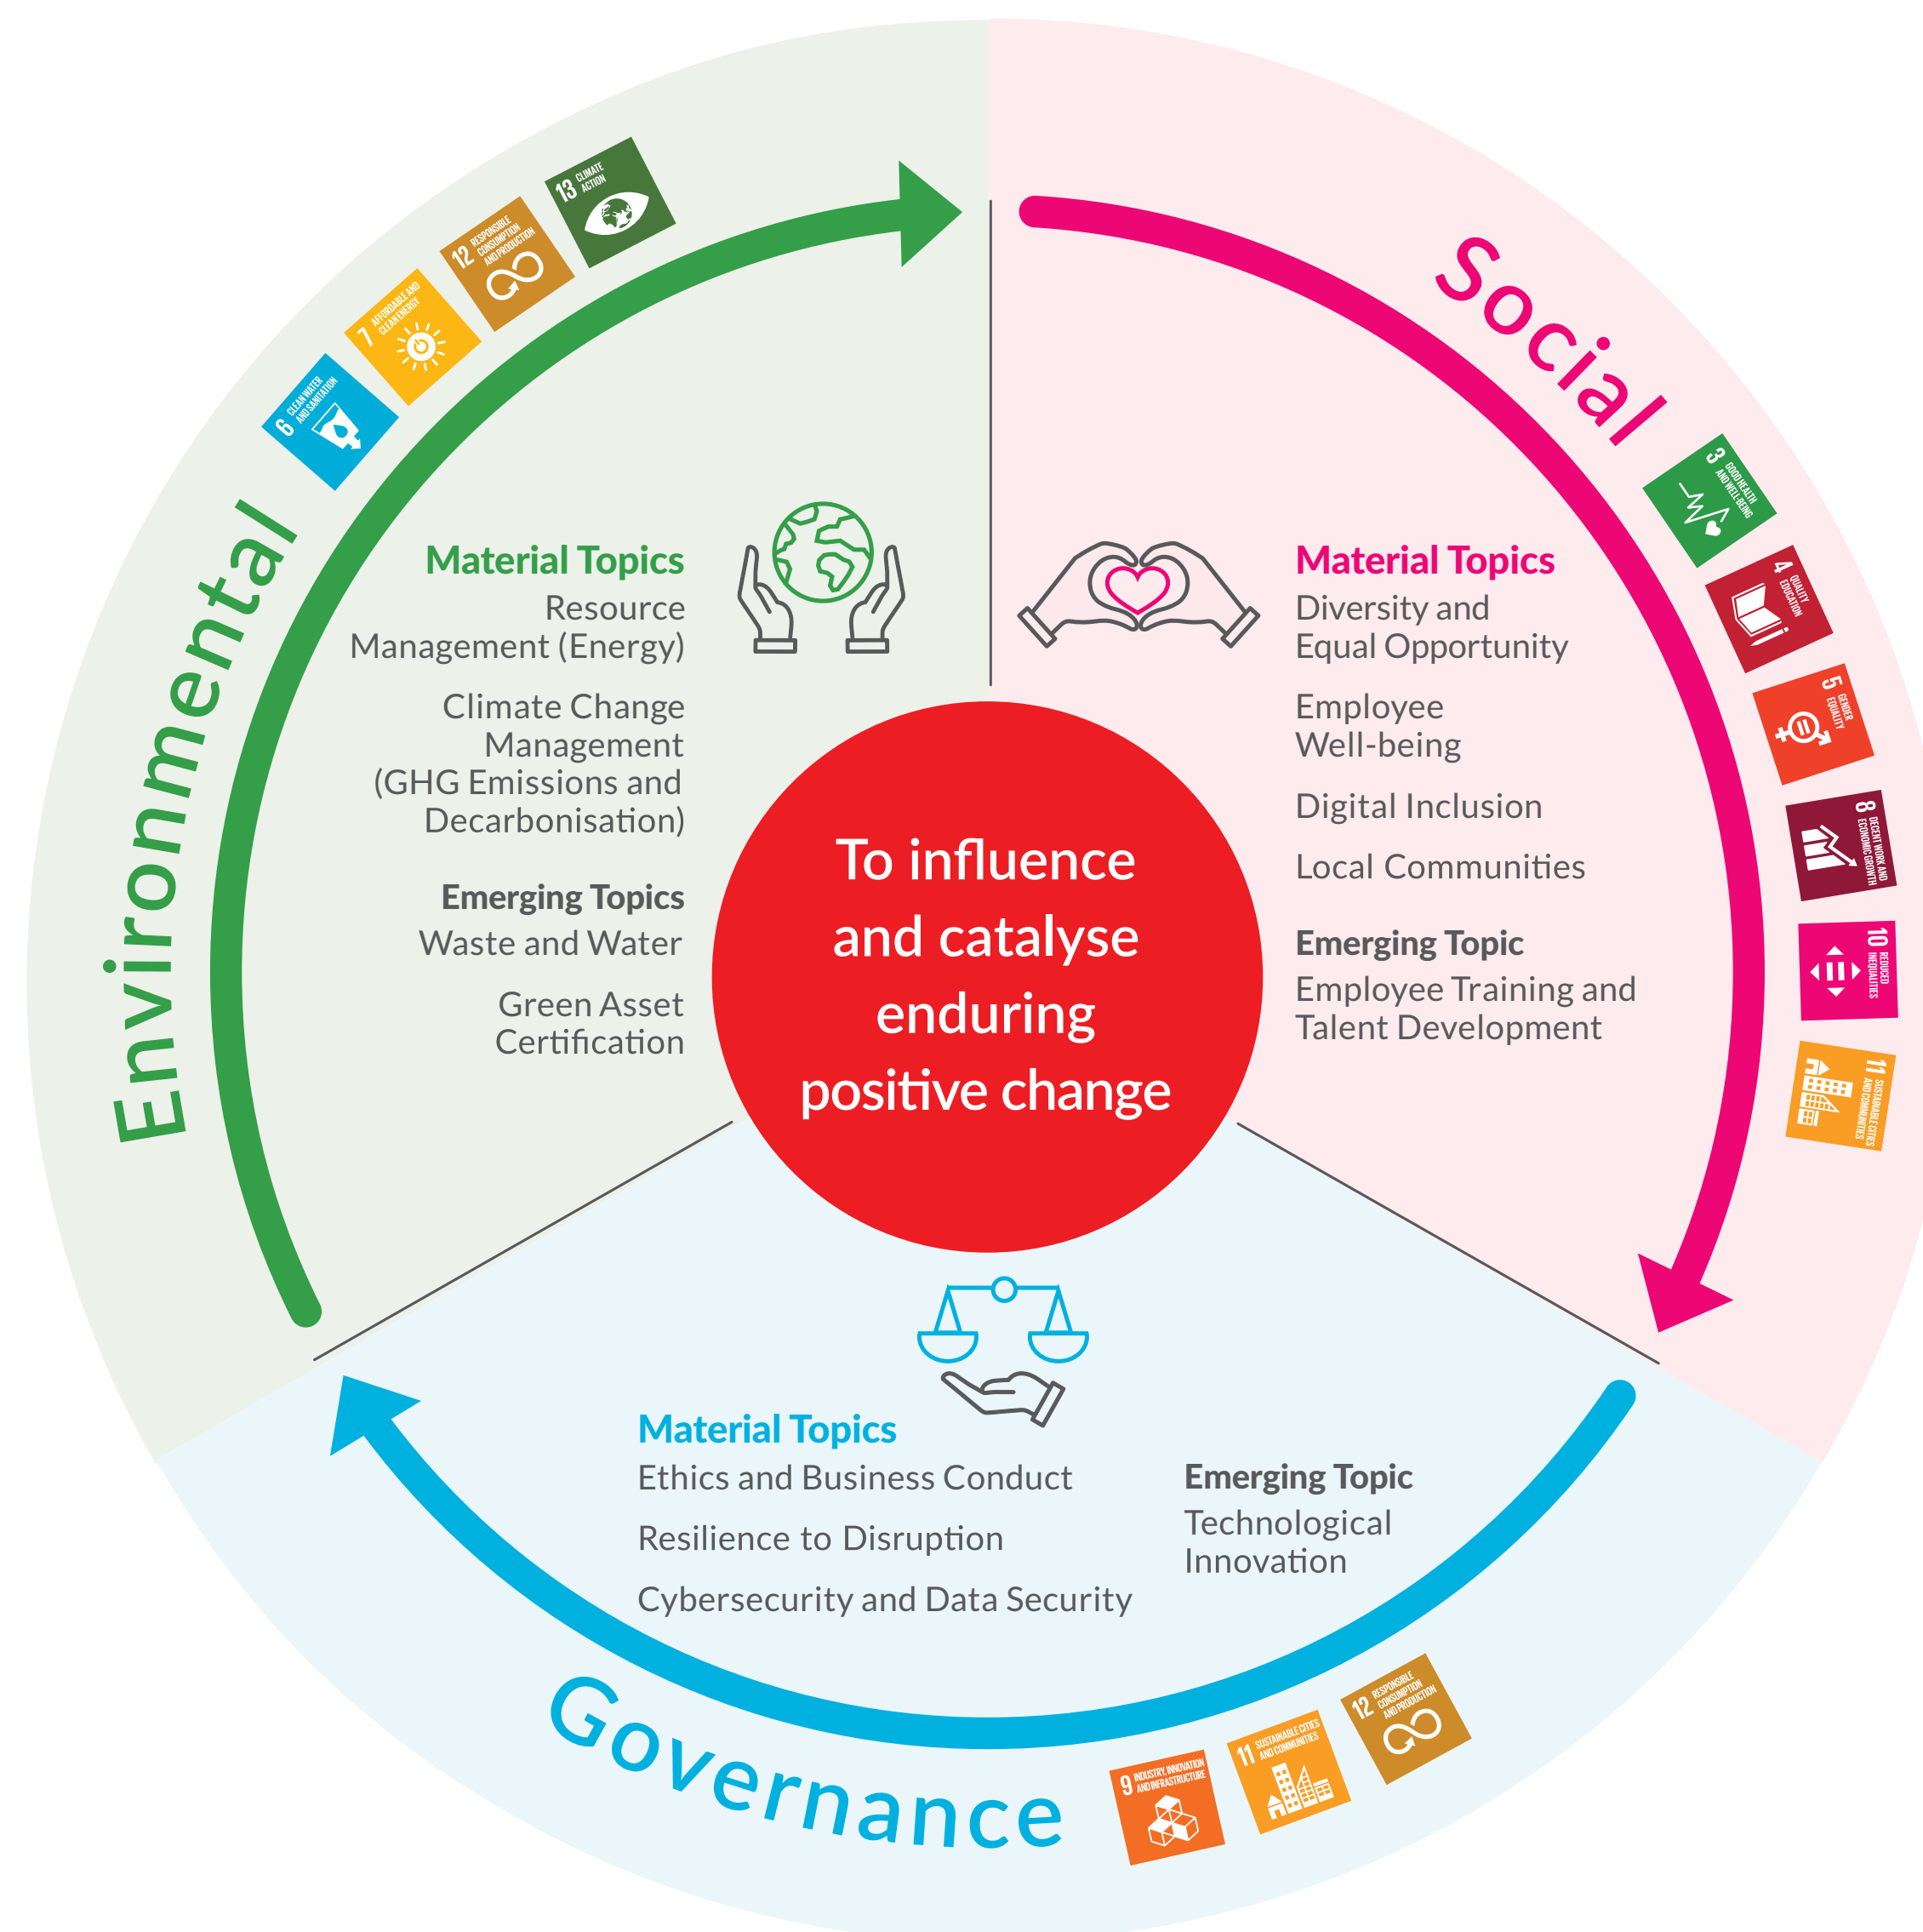 Environmental
6 CLEAN WATER
AND SANITATION
7 AFFORDABLE AND
CLEAN ENERGY
12 RESPONSIBLE
CONSUMPTION
AND PRODUCTION
13 CLIMATE
ACTION
Material Topics
Resource
Management (Energy)
Climate Change
Management
(GHG Emissions and
Decarbonisation)
Emerging Topics
Waste and Water
Green Asset
Certification
Social
3 GOOD HEALTH
AND WELL-BEING
4 QUALITY
EDUCATION
5 GENDER
EQUALITY
8 DECENT WORK AND
ECONOMIC GROWTH
10 REDUCED
INEQUALITIES
11 SUSTAINABLE CITIES
AND COMMUNITIES
Material Topics
Diversity and
Equal Opportunity
Employee
Well-being
Digital Inclusion
Local Communities
Emerging Topic
Employee Training and
Talent Development
To influence
and catalyse
enduring
positive change
Material Topics
Ethics and Business Conduct
Resilience to Disruption
Cybersecurity and Data Security
Emerging Topic
Technological
Innovation
Governance
9 INDUSTRY, INNOVATION
AND INFRASTRUCTURE
11 SUSTAINABLE CITIES
AND COMMUNITIES
12 RESPONSIBLE
CONSUMPTION
AND PRODUCTION